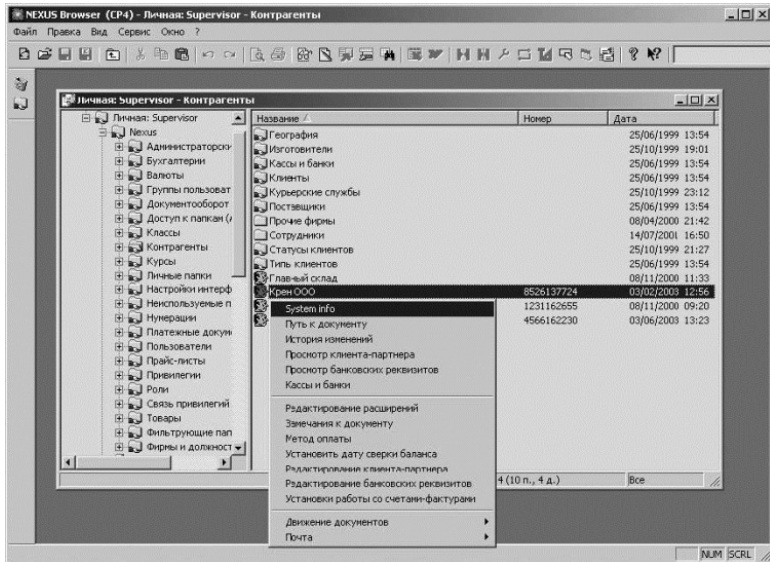 NEXUS Browser (CP4) - Личная: Supervisor - Контрагенты
Файл Правка Вид Сервис Окно ?
Личная: Supervisor - Контрагенты
Личная: Supervisor
Nexus
Администраторски
Бухгалтерии
Валюты
Группы пользоват
Документооборот
Доступ к папкам (
Классы
Контрагенты
Курсы
Личные папки
Настройки интерф
Неиспользуемые п
Нумерации
Платежные докум
Пользователи
Прайс-листы
Привилегии
Роли
Связь привилегий
Товары
Фильтрующие пап
Фирмы и должност
Название Номер Дата
География 25/06/1999 13:54
Изготовители 25/10/1999 19:01
Кассы и банки 25/06/1999 13:54
Клиенты 25/06/1999 13:54
Курьерские службы 25/10/1999 23:12
Поставщики 25/06/1999 13:54
Прочие фирмы 08/04/2000 21:42
Сотрудники 14/07/2001 16:50
Статусы клиентов 25/10/1999 21:27
Типы клиентов 25/06/1999 13:54
Главный склад 08/11/2000 11:33
Крен ООО 8526137724 03/02/2003 12:56
1231162655 08/11/2000 09:20
4566162230 03/06/2003 13:23
System info
Путь к документу
История изменений
Просмотр клиента-партнера
Просмотр банковских реквизитов
Кассы и банки
Редактирование расширений
Замечания к документу
Метод оплаты
Установить дату сверки баланса
Редактирование клиента-партнера
Редактирование банковских реквизитов
Установки работы со счетами-фактурами
Движение документов
Почта
4 (10 п., 4 д.) Все
NUM SCRL